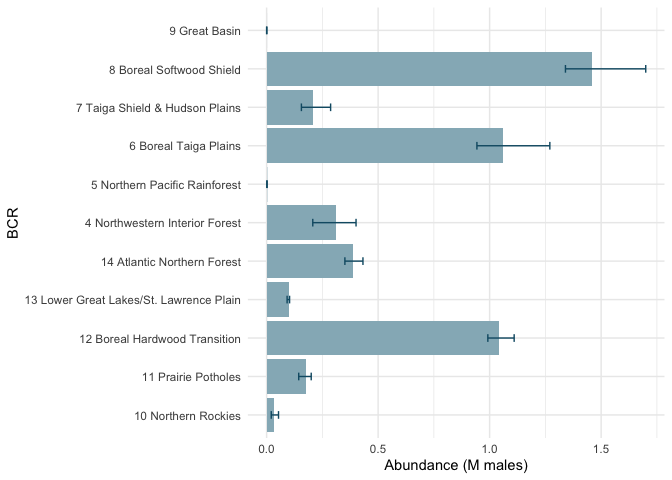 BCR
9 Great Basin
8 Boreal Softwood Shield
7 Taiga Shield & Hudson Plains
6 Boreal Taiga Plains
5 Northern Pacific Rainforest
4 Northwestern Interior Forest
14 Atlantic Northern Forest
13 Lower Great Lakes/St. Lawrence Plain
12 Boreal Hardwood Transition
11 Prairie Potholes
10 Northern Rockies
0.0 0.5 1.0 1.5
Abundance (M males)